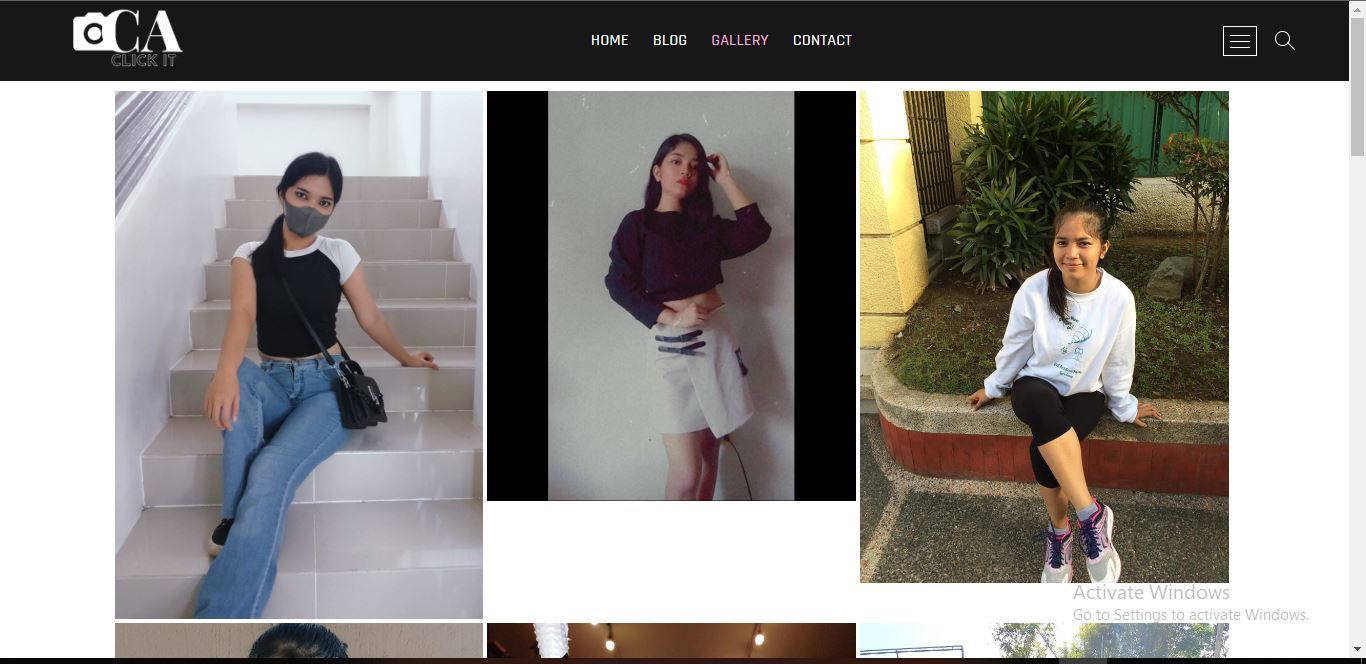 CA
CLICK IT
HOME BLOG GALLERY CONTACT
Activate Windows
Go to Settings to activate Windows.